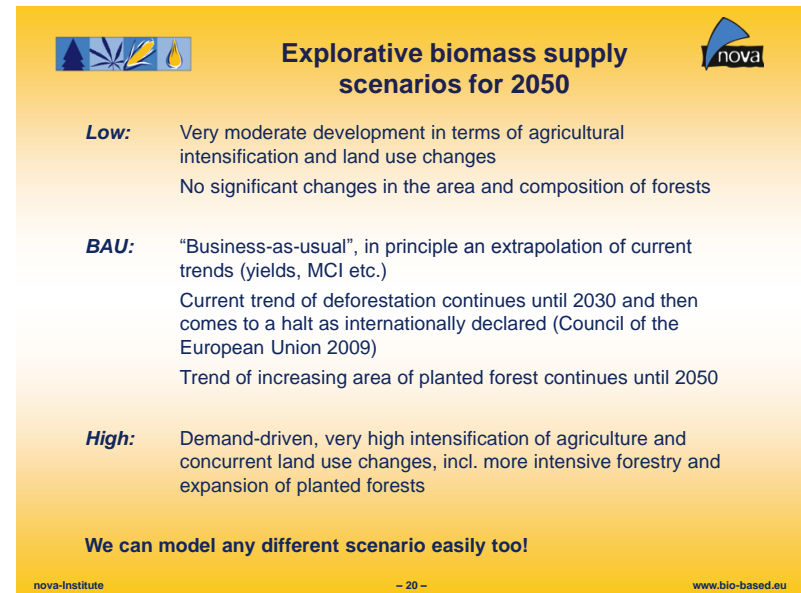 Explorative biomass supply
scenarios for 2050
nova
Low: Very moderate development in terms of agricultural
intensification and land use changes
No significant changes in the area and composition of forests
BAU: “Business-as-usual”, in principle an extrapolation of current
trends (yields, MCI etc.)
Current trend of deforestation continues until 2030 and then
comes to a halt as internationally declared (Council of the
European Union 2009)
Trend of increasing area of planted forest continues until 2050
High: Demand-driven, very high intensification of agriculture and
concurrent land use changes, incl. more intensive forestry and
expansion of planted forests
We can model any different scenario easily too!
nova-Institute – 20 – www.bio-based.eu